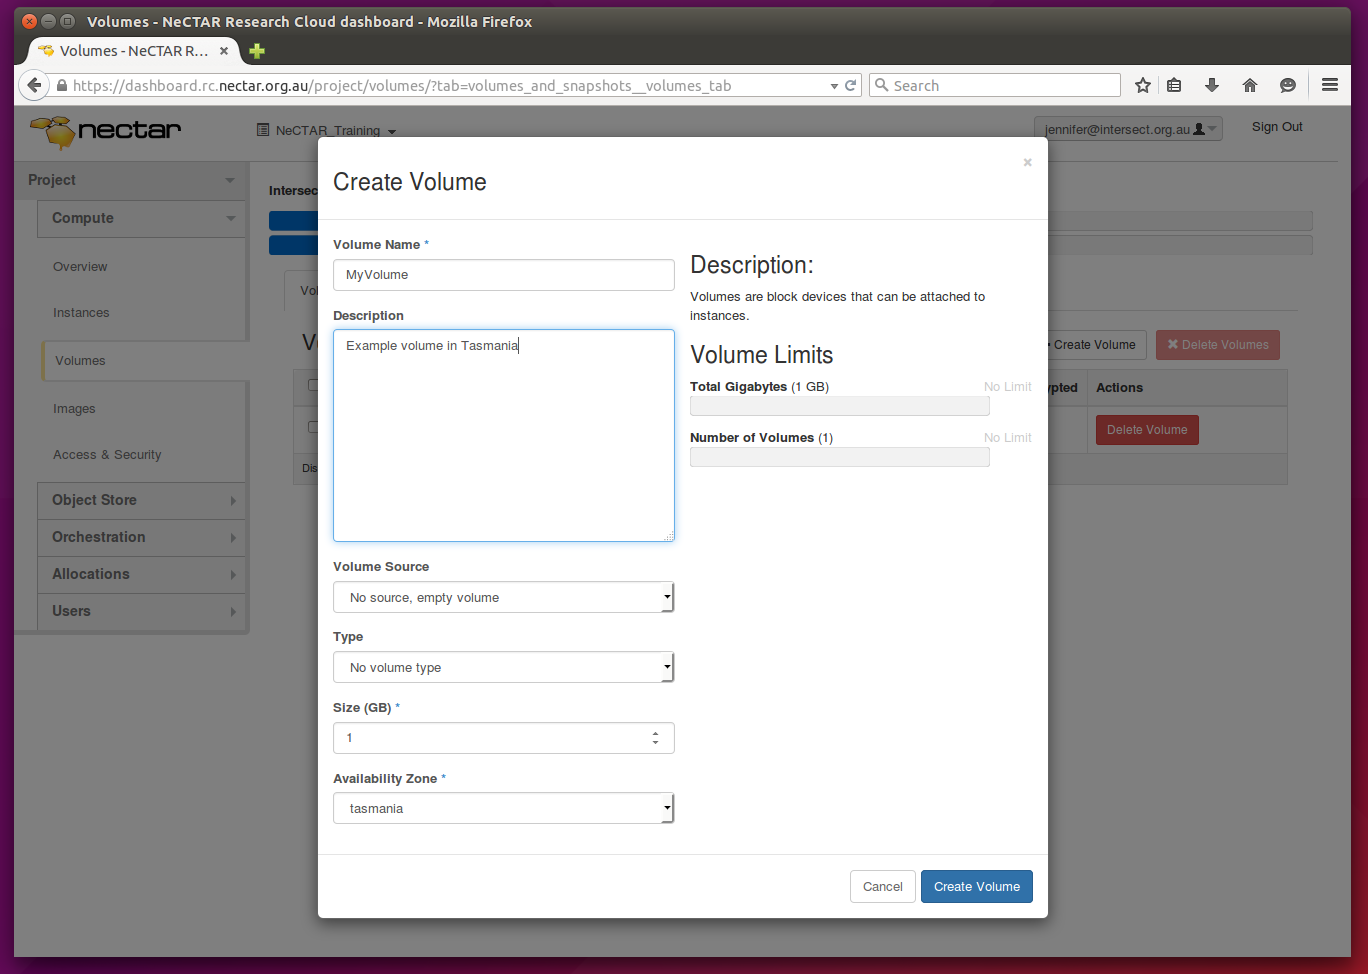 Volumes - NeCTAR Research Cloud dashboard - Mozilla Firefox
Volumes - NeCTAR R...
https://dashboard.rc.nectar.org.au/project/volumes/?tab=volumes_and_snapshots__volumes_tab
Search
nectar
NeCTAR_Training
jennifer@intersect.org.au
Sign Out
Project
Compute
Overview
Instances
Volumes
Images
Access & Security
Object Store
Orchestration
Allocations
Users
Create Volume
Delete Volumes
Actions
Delete Volume
Create Volume
Volume Name *
MyVolume
Description
Example volume in Tasmania
Volume Source
No source, empty volume
Type
No volume type
Size (GB) *
1
Availability Zone *
tasmania
Description:
Volumes are block devices that can be attached to
instances.
Volume Limits
Total Gigabytes (1 GB)
No Limit
Number of Volumes (1)
No Limit
Cancel
Create Volume